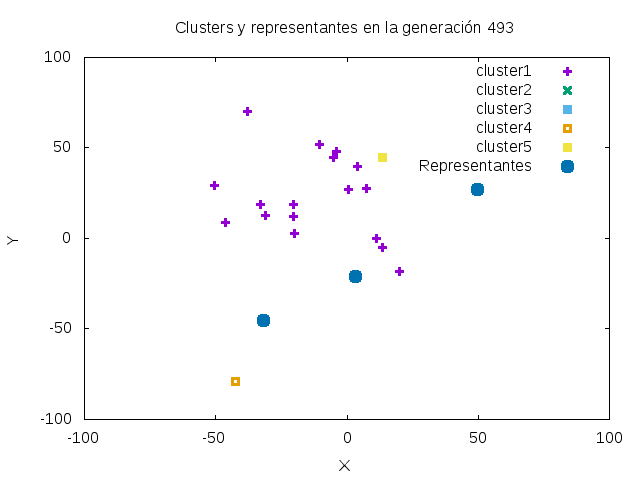 Clusters y representantes en la generación 493
100
50
0
-50
-100
-100
-50
0
50
100
Y
X
cluster1
cluster2
cluster3
cluster4
cluster5
Representantes